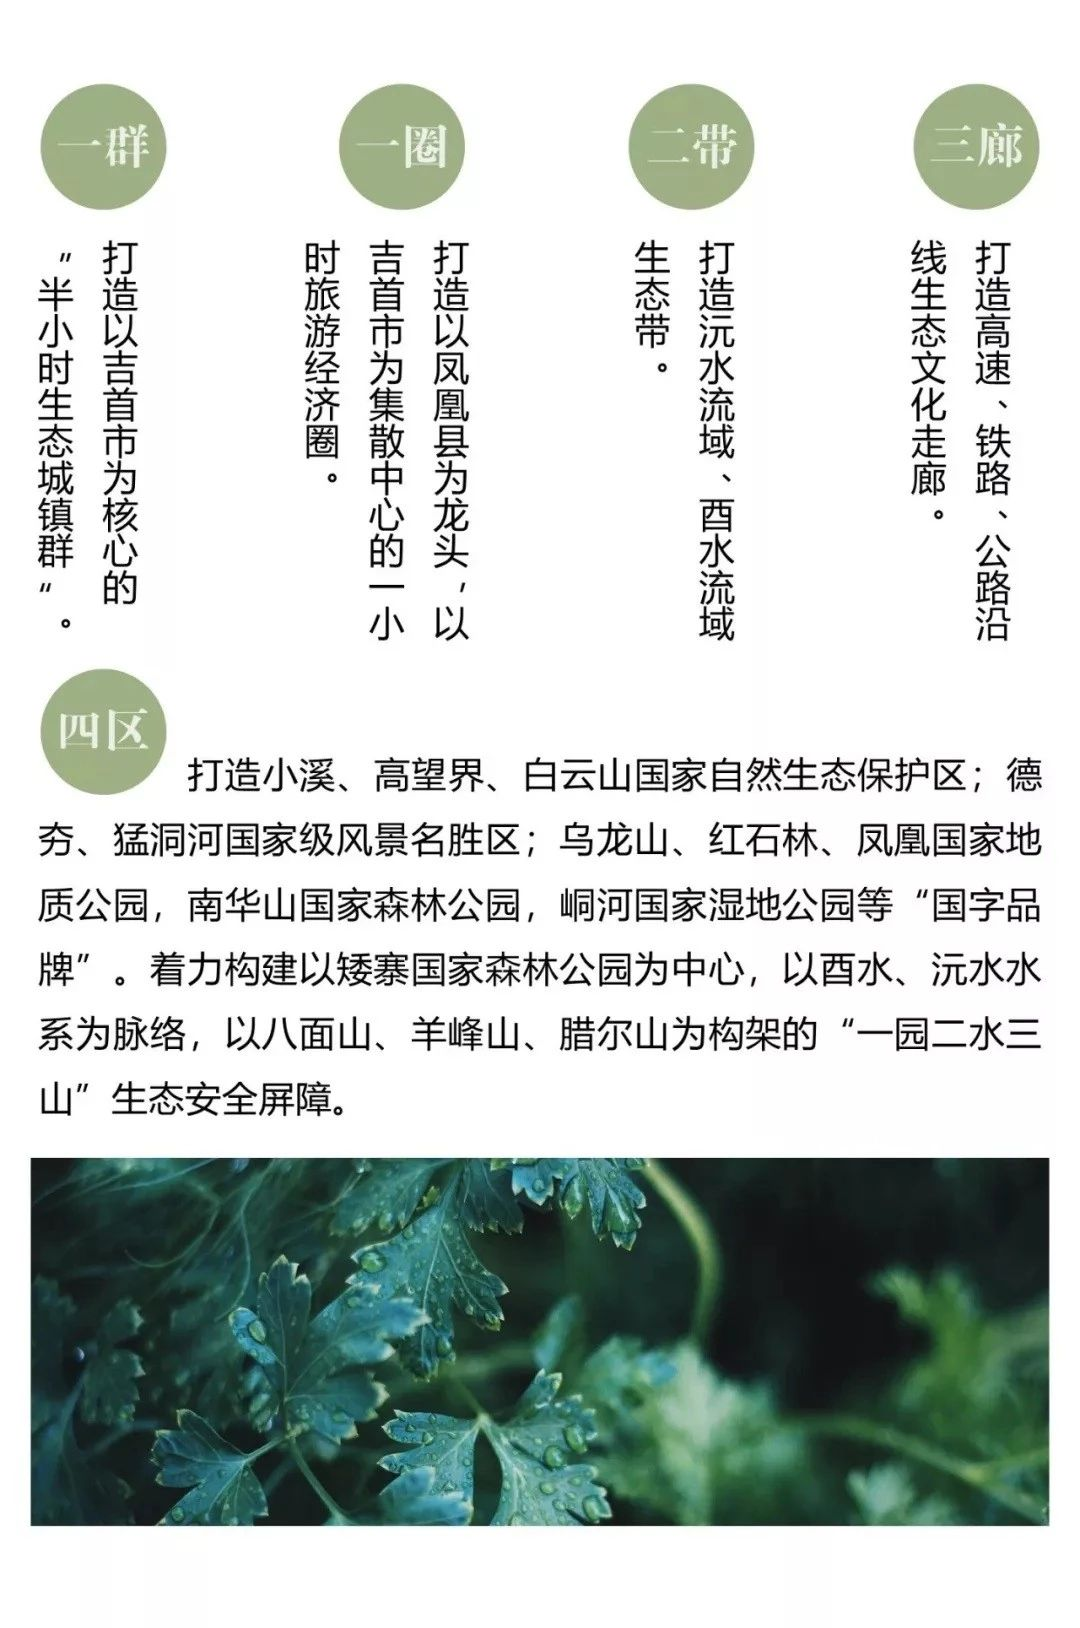 一群
打造以吉首市为核心的
“半小时生态城镇群”。
一圈
打造以凤凰县为龙头，以
吉首市为集散中心的一小
时旅游经济圈。
二带
打造沅水流域、酉水流域
生态带。
三廊
打造高速、铁路、公路沿
线生态文化走廊。
四区
打造小溪、高望界、白云山国家自然生态保护区；德
夯、猛洞河国家级风景名胜区；乌龙山、红石林、凤凰国家地
质公园，南华山国家森林公园，峒河国家湿地公园等“国字品
牌”。着力构建以矮寨国家森林公园为中心，以酉水、沅水水
系为脉络，以八面山、羊峰山、腊尔山为构架的“一园二水三
山”生态安全屏障。